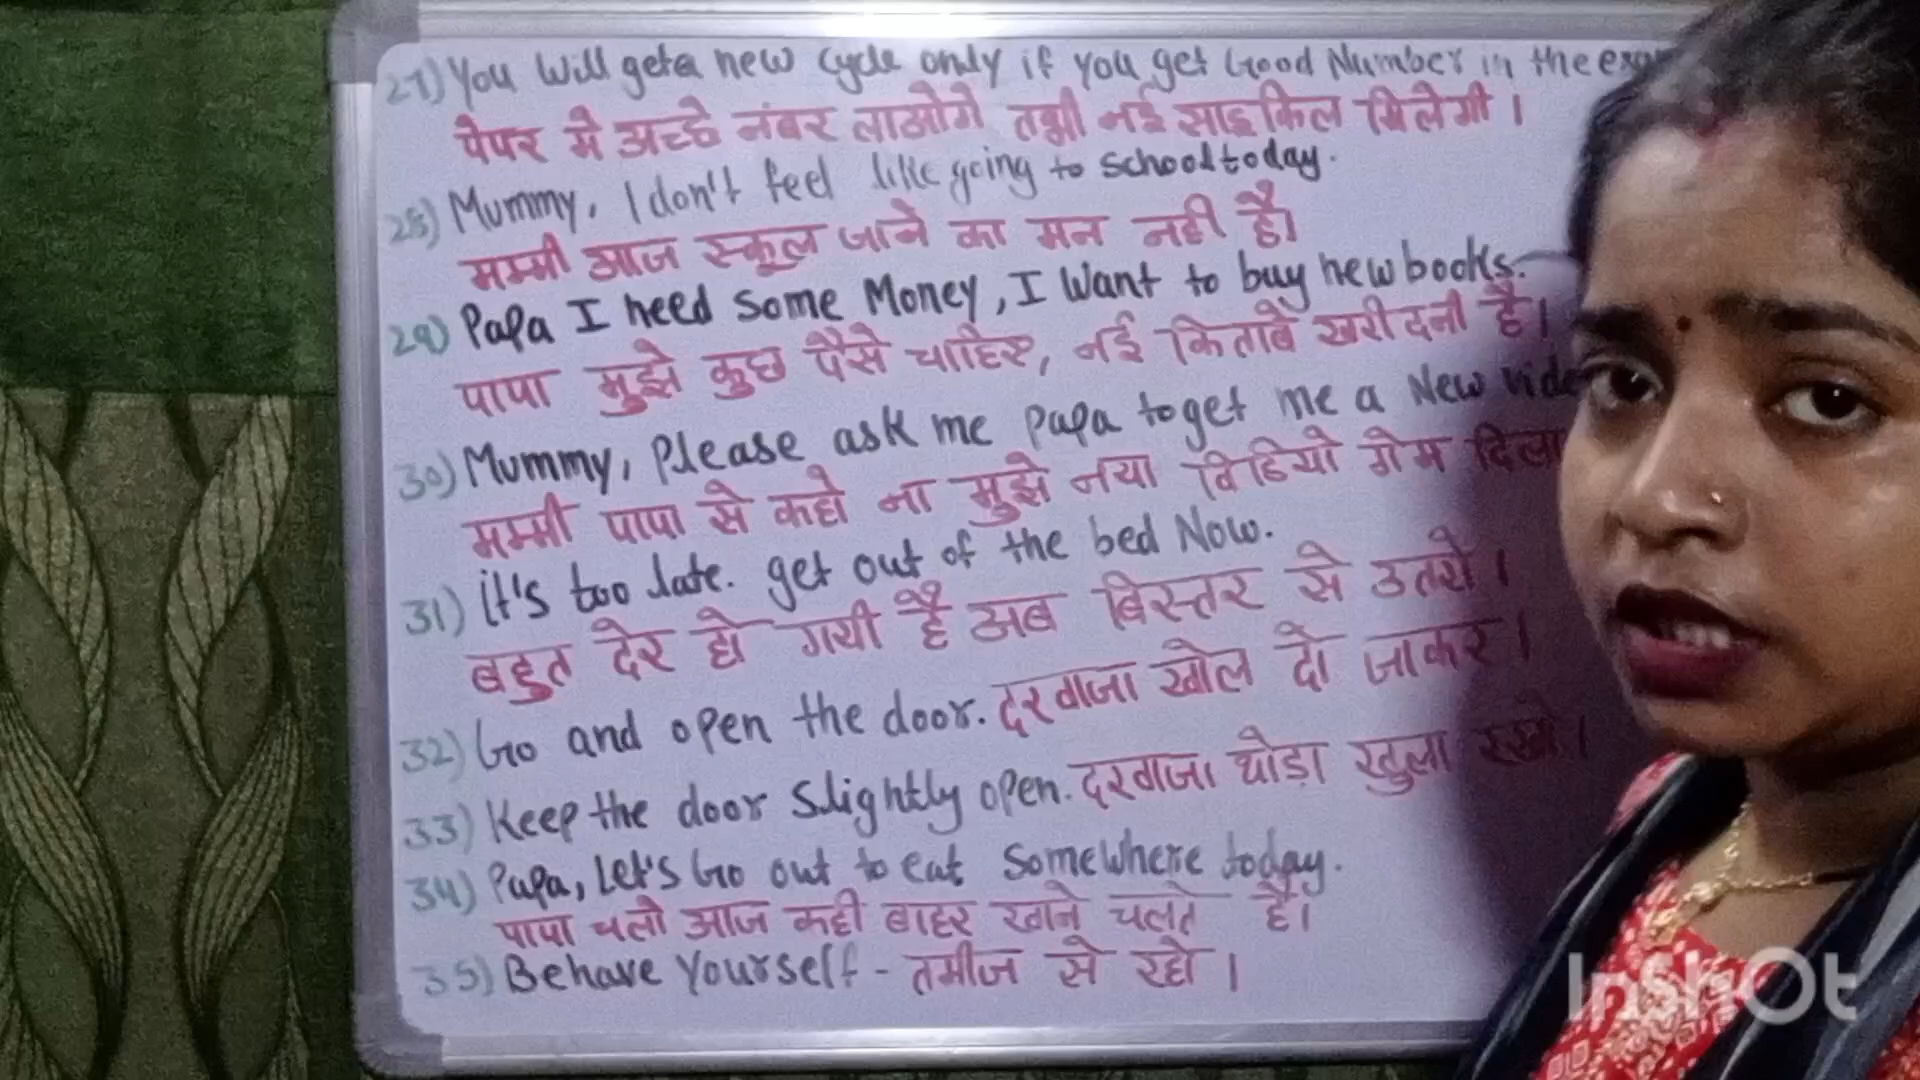 27) You Will get a new Cycle only if you get Good Number in the
पेपर मे अच्छे नंबर लाओगे तभी नई साइकिल मिलेगी ।
28) Mummy, I don't feel like going to school today.
मम्मी आज स्कूल जाने का मन नही है।
29) Papa I need Some Money, I Want to buy new books.
पापा मुझे कुछ पैसे चाहिए, नई किताबे खरीदनी है।
30) Mummy, Please ask me papa to get me a New
मम्मी पापा से कहो ना मुझे नया विडियो गेम
31) it's too late. get out of the bed Now.
बहुत देर हो गयी है अब बिस्तर से उतरो ।
32) Go and open the door. दरवाजा खोल दो जाकर ।
33) Keep the door Slightly open. दरवाजा थोड़ा खुला रखो ।
34) Papa, Let's Go out to eat Somewhere today.
पापा चलो आज कही बाहर खाने चलते है।
35) Behave Yourself - तमीज से रहो ।
InShOt